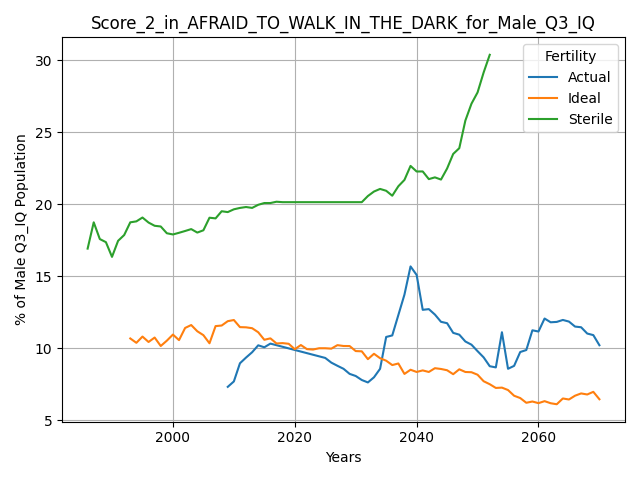 Score_2_in_AFRAID_TO_WALK_IN_THE_DARK_for_Male_Q3_IQ
Fertility
Actual
Ideal
Sterile
% of Male Q3_IQ Population
30
25
20
15
10
5
2000 2020 2040 2060
Years